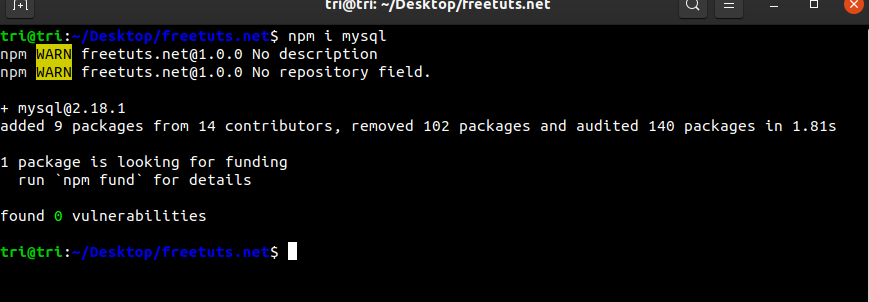 tri@tri: ~/Desktop/freetuts.net
tri@tri:~/Desktop/freetuts.net$ npm i mysql
npm WARN freetuts.net@1.0.0 No description
npm WARN freetuts.net@1.0.0 No repository field.
+ mysql@2.18.1
added 9 packages from 14 contributors, removed 102 packages and audited 140 packages in 1.81s
1 package is looking for funding
run `npm fund` for details
found 0 vulnerabilities
tri@tri:~/Desktop/freetuts.net$